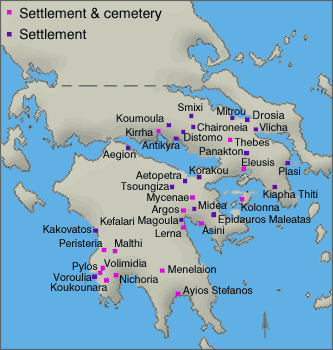 Settlement & cemetery
Settlement
Smixi
Mitrou
Drosia
Koumoula
Chaironeia
Vlicha
Kirrha
Distomo
Thebes
Antikyra
Panakton
Aegion
Eleusis
Plasi
Korakou
Aetopetra
Tsoungiza
Kiapha Thiti
Mycenae
Kolonna
Argos
Midea
Kefalari Magoula
Epidauros Maleatas
Lerna
Asini
Kakovatos
Peristeria
Malthi
Volimidia
Pylos
Menelaion
Voroulia
Nichoria
Koukounara
Ayios Stefanos